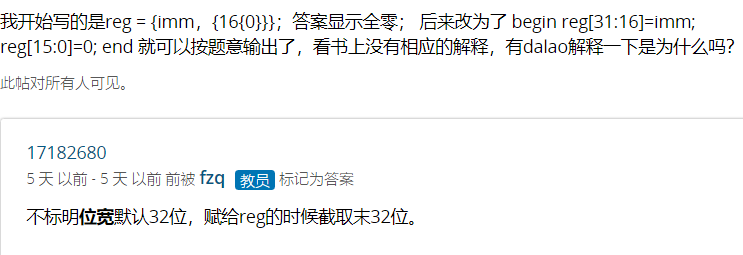 我开始写的是reg = {imm，{16{0}}}；答案显示全零； 后来改为了 begin reg[31:16]=imm;
reg[15:0]=0; end 就可以按题意输出了，看书上没有相应的解释，有dalao解释一下是为什么吗？
此帖对所有人可见。
17182680
5 天 以前 - 5 天 以前 前被 fzq 教员 标记为答案
不标明位宽默认32位，赋给reg的时候截取末32位。